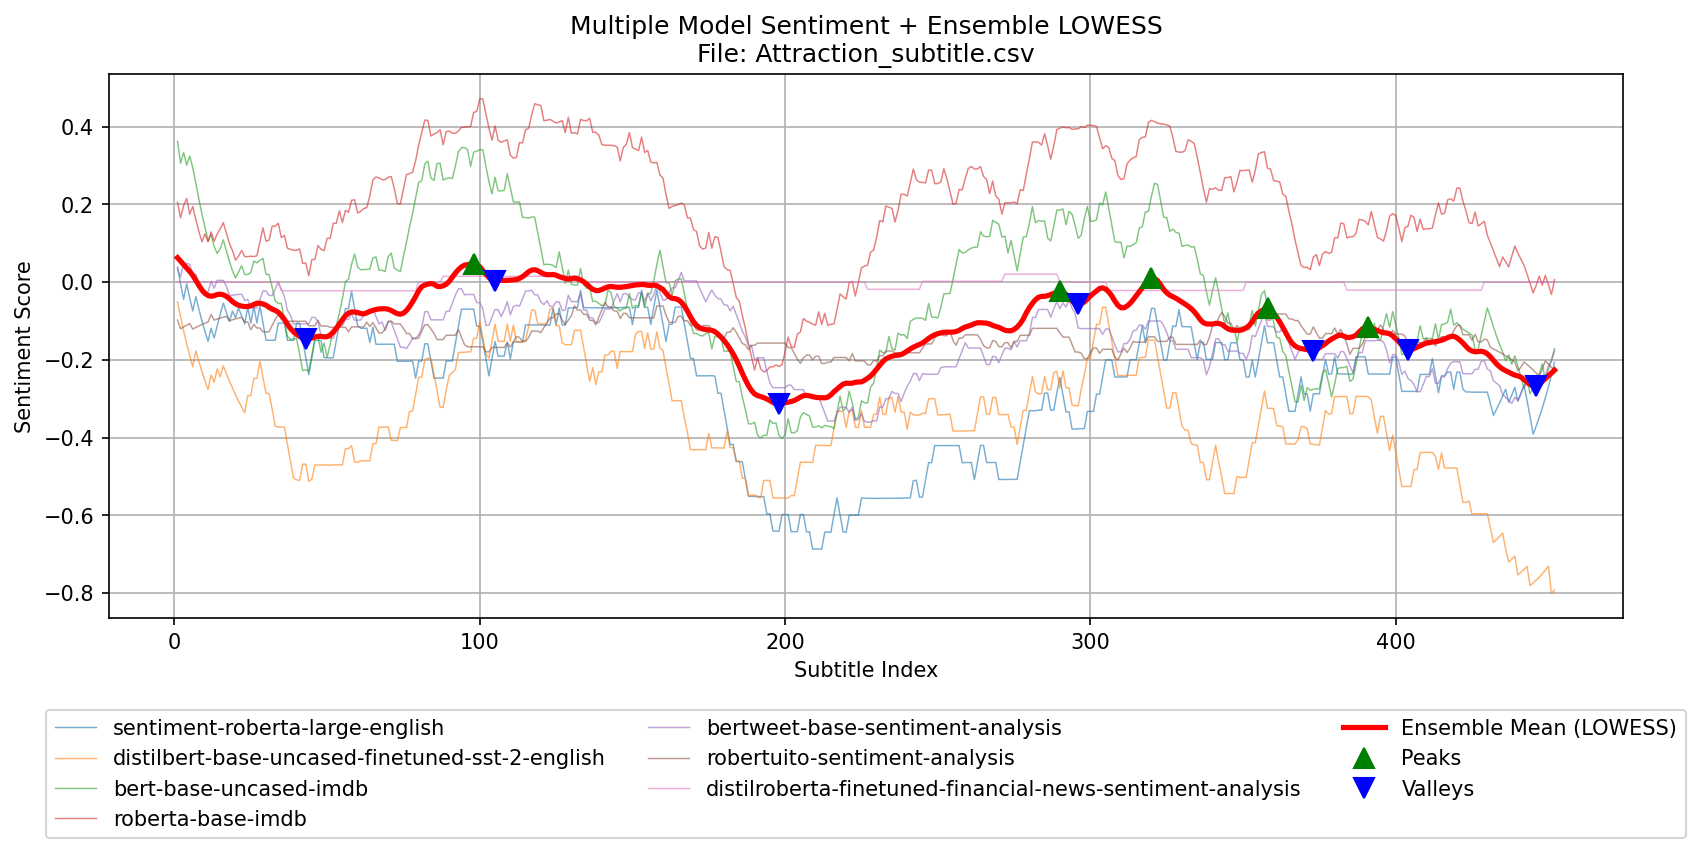 Multiple Model Sentiment + Ensemble LOWESS
File: Attraction_subtitle.csv
Sentiment Score
0.4
0.2
0.0
−0.2
−0.4
−0.6
−0.8
0 100 200 300 400
Subtitle Index
sentiment-roberta-large-english
distilbert-base-uncased-finetuned-sst-2-english
bert-base-uncased-imdb
roberta-base-imdb
bertweet-base-sentiment-analysis
robertuito-sentiment-analysis
distilroberta-finetuned-financial-news-sentiment-analysis
Ensemble Mean (LOWESS)
Peaks
Valleys